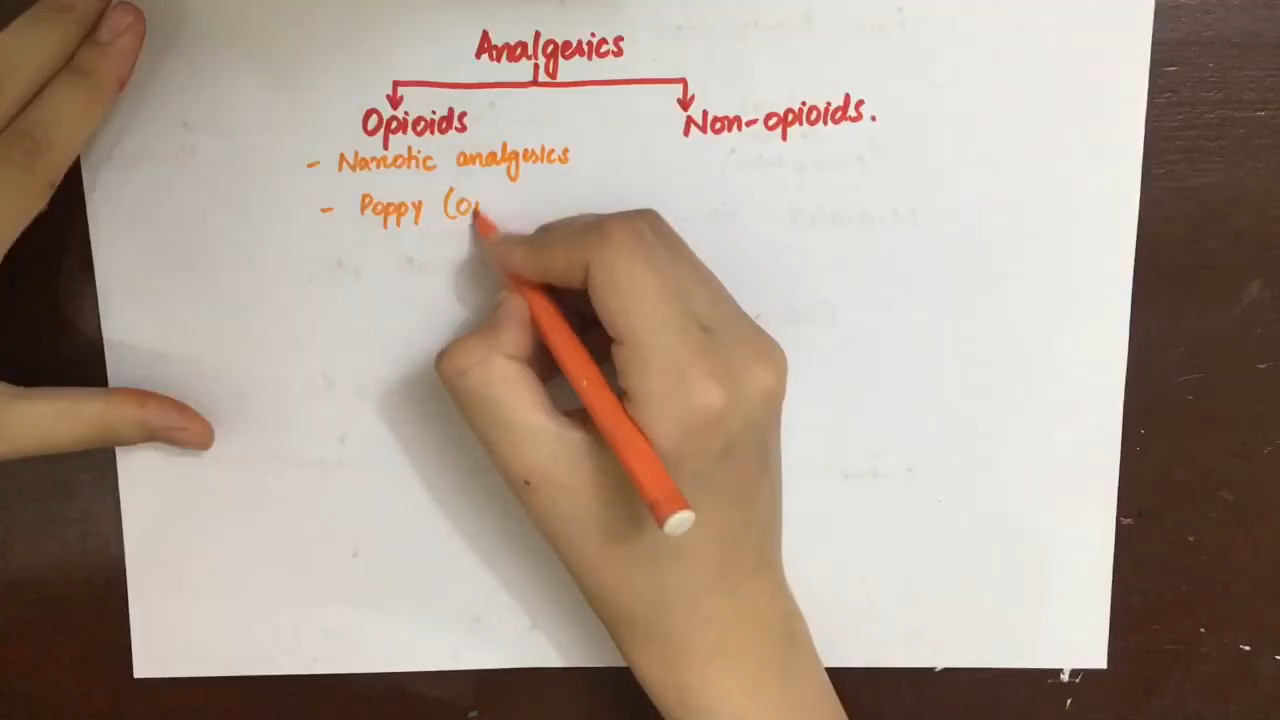 Analgesics
Opioids
Non-opioids.
- Narcotic analgesics
- Poppy (o